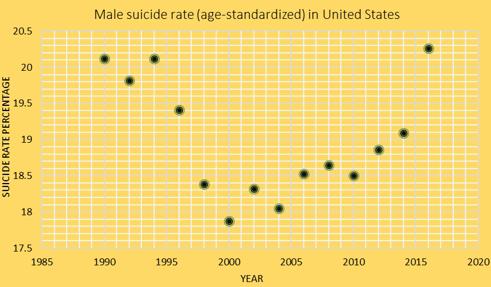 Male suicide rate (age-standardized) in United States
SUICIDE RATE PERCENTAGE
20.5
20
19.5
19
18.5
18
17.5
1985 1990 1995 2000 2005 2010 2015 2020
YEAR